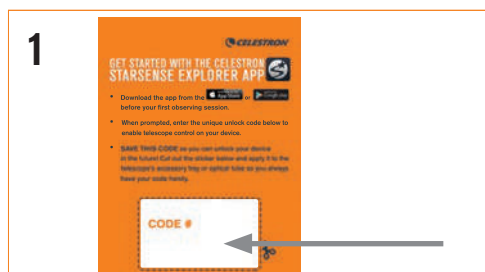 1
CELESTRON
GET STARTED WITH THE CELESTRON
STARSENSE EXPLORER APP
• Download the app from the App Store or Google play
before your first observing session.
• When prompted, enter the unique unlock code below to
enable telescope control on your device.
• SAVE THIS CODE so you can unlock your device
in the future! Cut out the sticker below and apply it to the
telescope's accessory tray or optical tube so you always
have your code handy.
CODE #